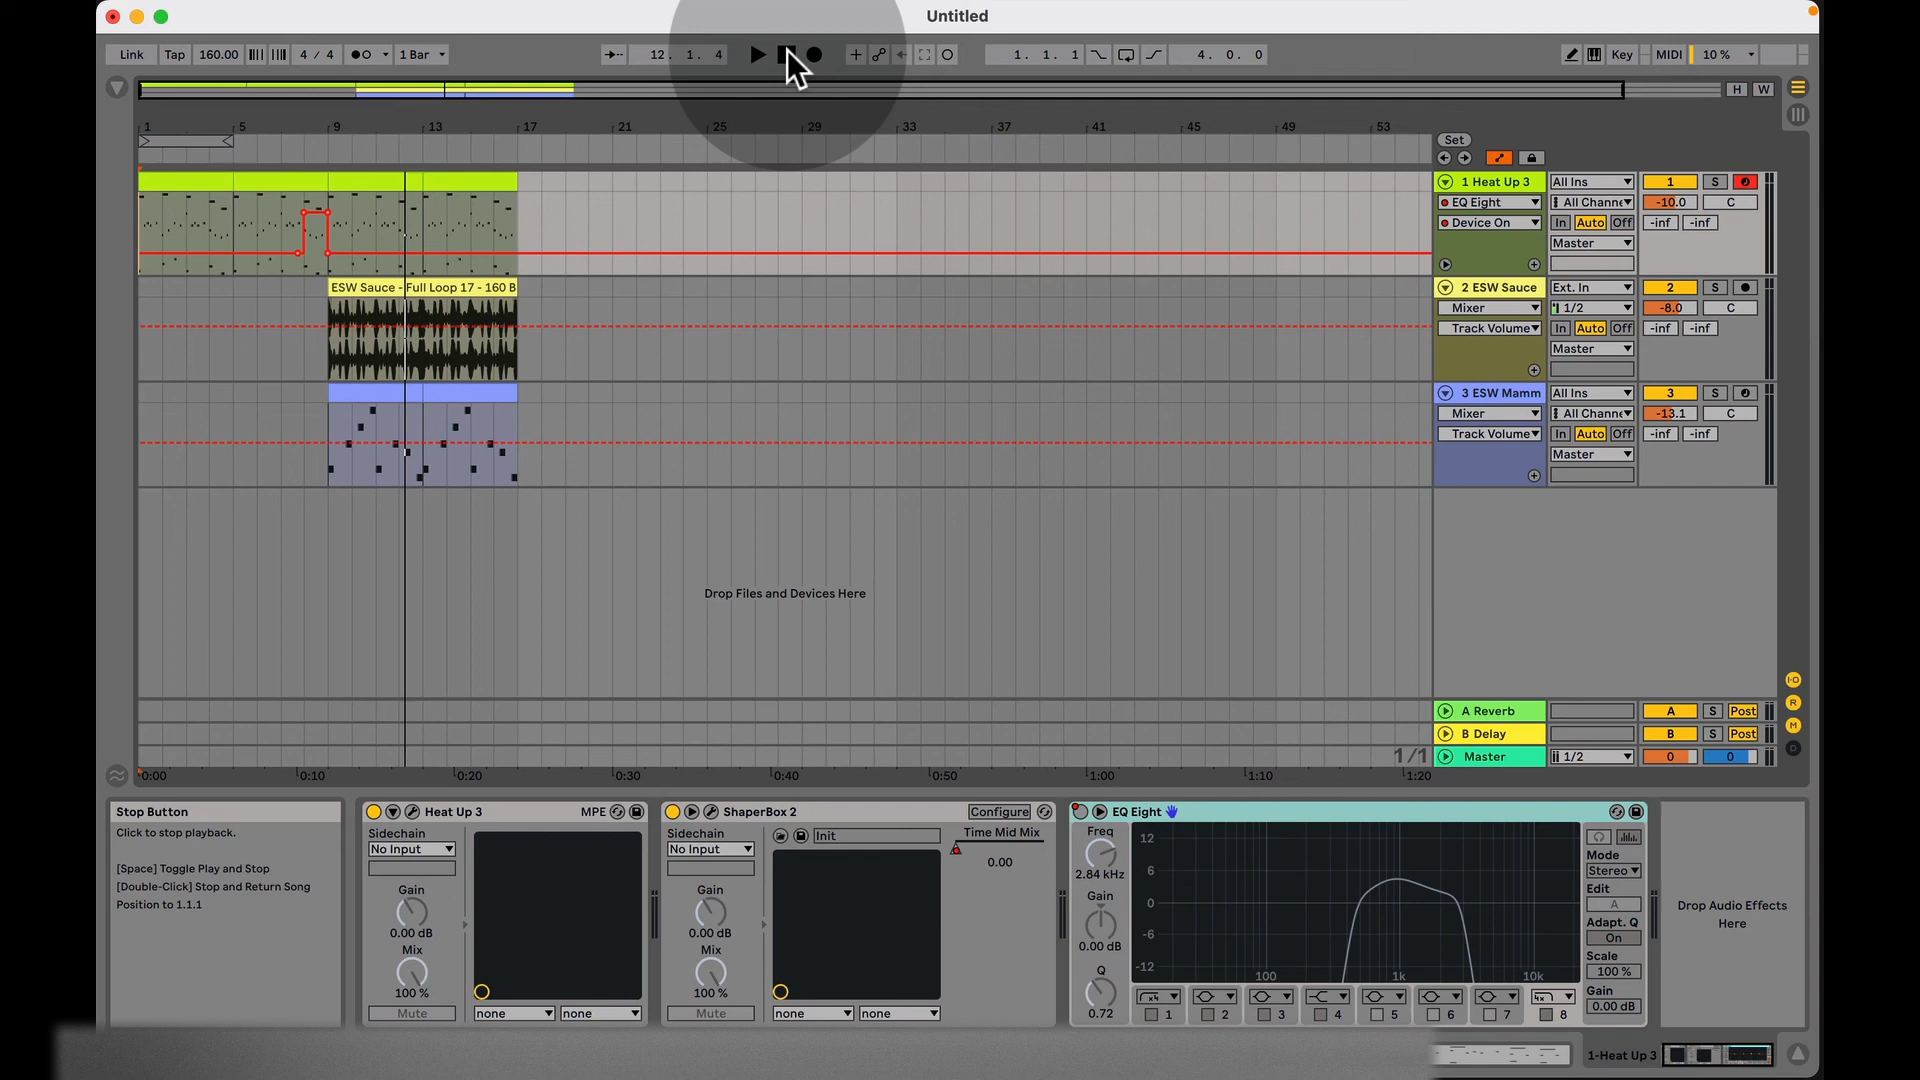 Untitled
Link Tap 160.00 4 / 4 1 Bar 12. 1. 4 1. 1. 1 4. 0. 0 Key MIDI 10 %
H W
1 5 9 13 17 21 25 29 33 37 41 45 49 53
Set
1 Heat Up 3 All Ins 1 S
EQ Eight All Channe -10.0 C
Device On In Auto Off -inf -inf
Master
ESW Sauce - Full Loop 17 - 160 B 2 ESW Sauce Ext. In 2 S
Mixer 1/2 -8.0 C
Track Volume In Auto Off -inf -inf
Master
3 ESW Mamm All Ins 3 S
Mixer All Channe -13.1 C
Track Volume In Auto Off -inf -inf
Master
Drop Files and Devices Here
A Reverb A S Post
B Delay B S Post
1/1 Master 1/2 0 0
0:00 0:10 0:20 0:30 0:40 0:50 1:00 1:10 1:20
Stop Button
Click to stop playback.
[Space] Toggle Play and Stop
[Double-Click] Stop and Return Song
Position to 1.1.1
Heat Up 3 MPE
Sidechain
No Input
Gain
0.00 dB
Mix
100 %
Mute none none
ShaperBox 2 Configure
Sidechain Init Time Mid Mix
No Input 0.00
Gain
0.00 dB
Mix
100 %
Mute none none
EQ Eight
Freq
2.84 kHz
Gain
0.00 dB
Q
0.72
12
6
0
-6
-12 100 1k 10k
1 2 3 4 5 6 7 8
Mode
Stereo
Edit
A
Adapt. Q
On
Scale
100 %
Gain
0.00 dB
Drop Audio Effects
Here
1-Heat Up 3